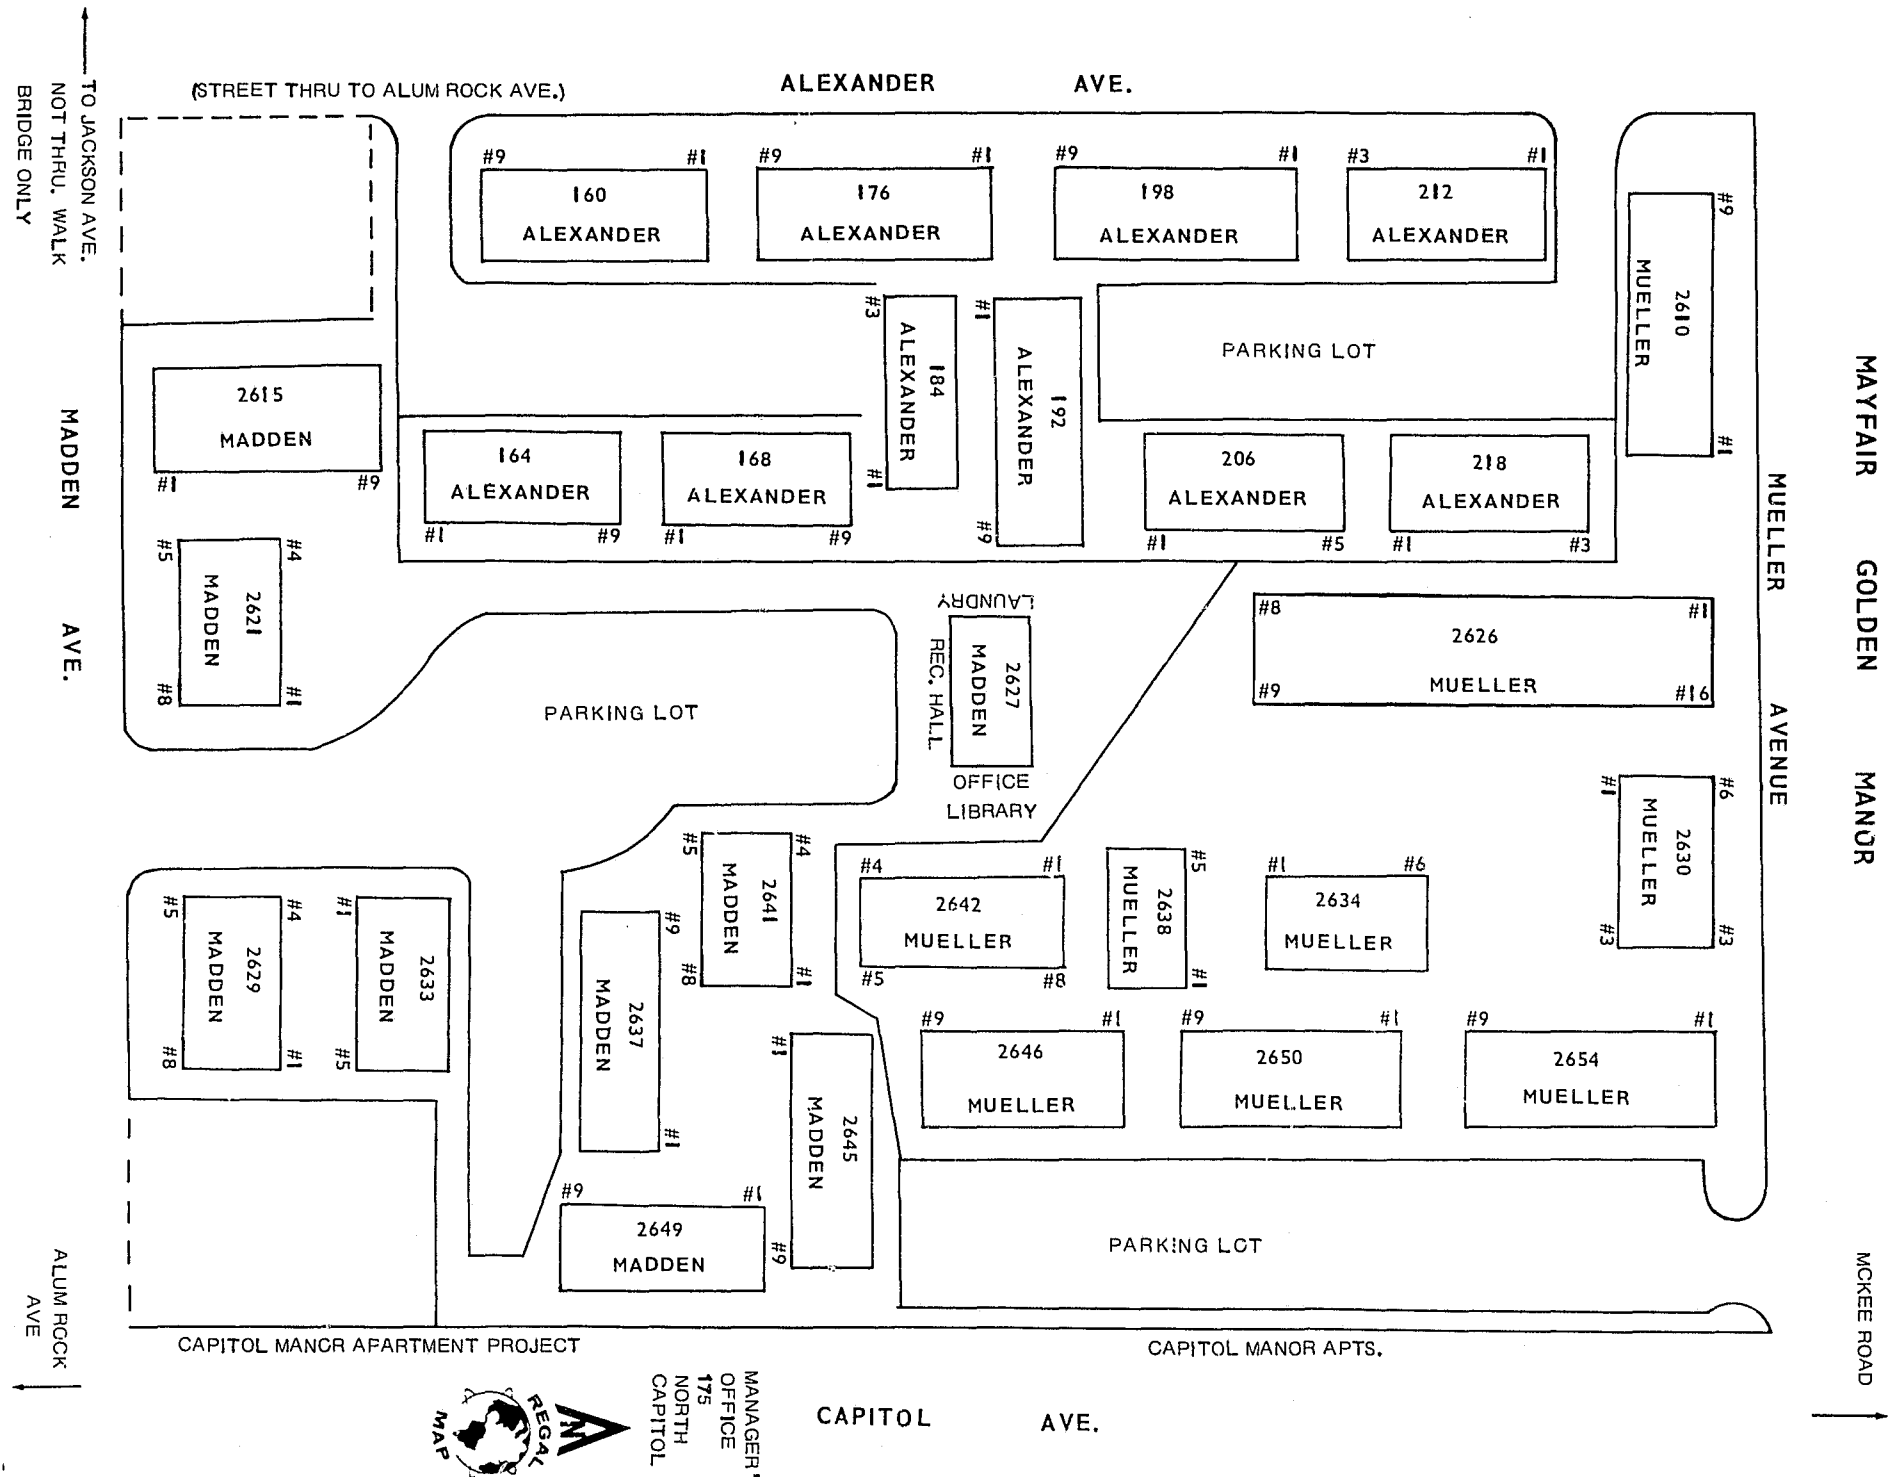 (STREET THRU TO ALUM ROCK AVE.)
ALEXANDER AVE.
TO JACKSON AVE.
NOT THRU. WALK
BRIDGE ONLY
#9 #1
160
ALEXANDER
#9 #1
176
ALEXANDER
#9 #1
198
ALEXANDER
#3 #1
212
ALEXANDER
#9
2610
MUELLER
#1
#3
184
ALEXANDER
#1
#1
192
ALEXANDER
#9
PARKING LOT
2615
MADDEN
#1 #9
164
ALEXANDER
#1 #9
168
ALEXANDER
#1 #9
206
ALEXANDER
#1 #5
218
ALEXANDER
#1 #3
MADDEN AVE.
MUELLER AVENUE
MAYFAIR GOLDEN MANOR
#5 #4
2621
MADDEN
#8 #1
PARKING LOT
LAUNDRY
2627
MADDEN
REC. HALL
OFFICE
LIBRARY
#8 #1
2626
MUELLER
#9 #16
#1 #6
2630
MUELLER
#3 #3
#5 #4
2641
MADDEN
#8 #1
#4 #1
2642
MUELLER
#5 #8
#5
2638
MUELLER
#1
#1 #6
2634
MUELLER
#5 #4
2629
MADDEN
#8 #1
#1
2633
MADDEN
#5
#9
2637
MADDEN
#1
#9 #1
2646
MUELLER
#9 #1
2650
MUELLER
#9 #1
2654
MUELLER
#1
2645
MADDEN
#9
#9 #1
2649
MADDEN
PARKING LOT
ALUM ROCK
AVE
MCKEE ROAD
CAPITOL MANOR APARTMENT PROJECT
CAPITOL MANOR APTS.
MANAGER'
OFFICE
175
NORTH
CAPITOL
N
REGAL
MAP
CAPITOL AVE.